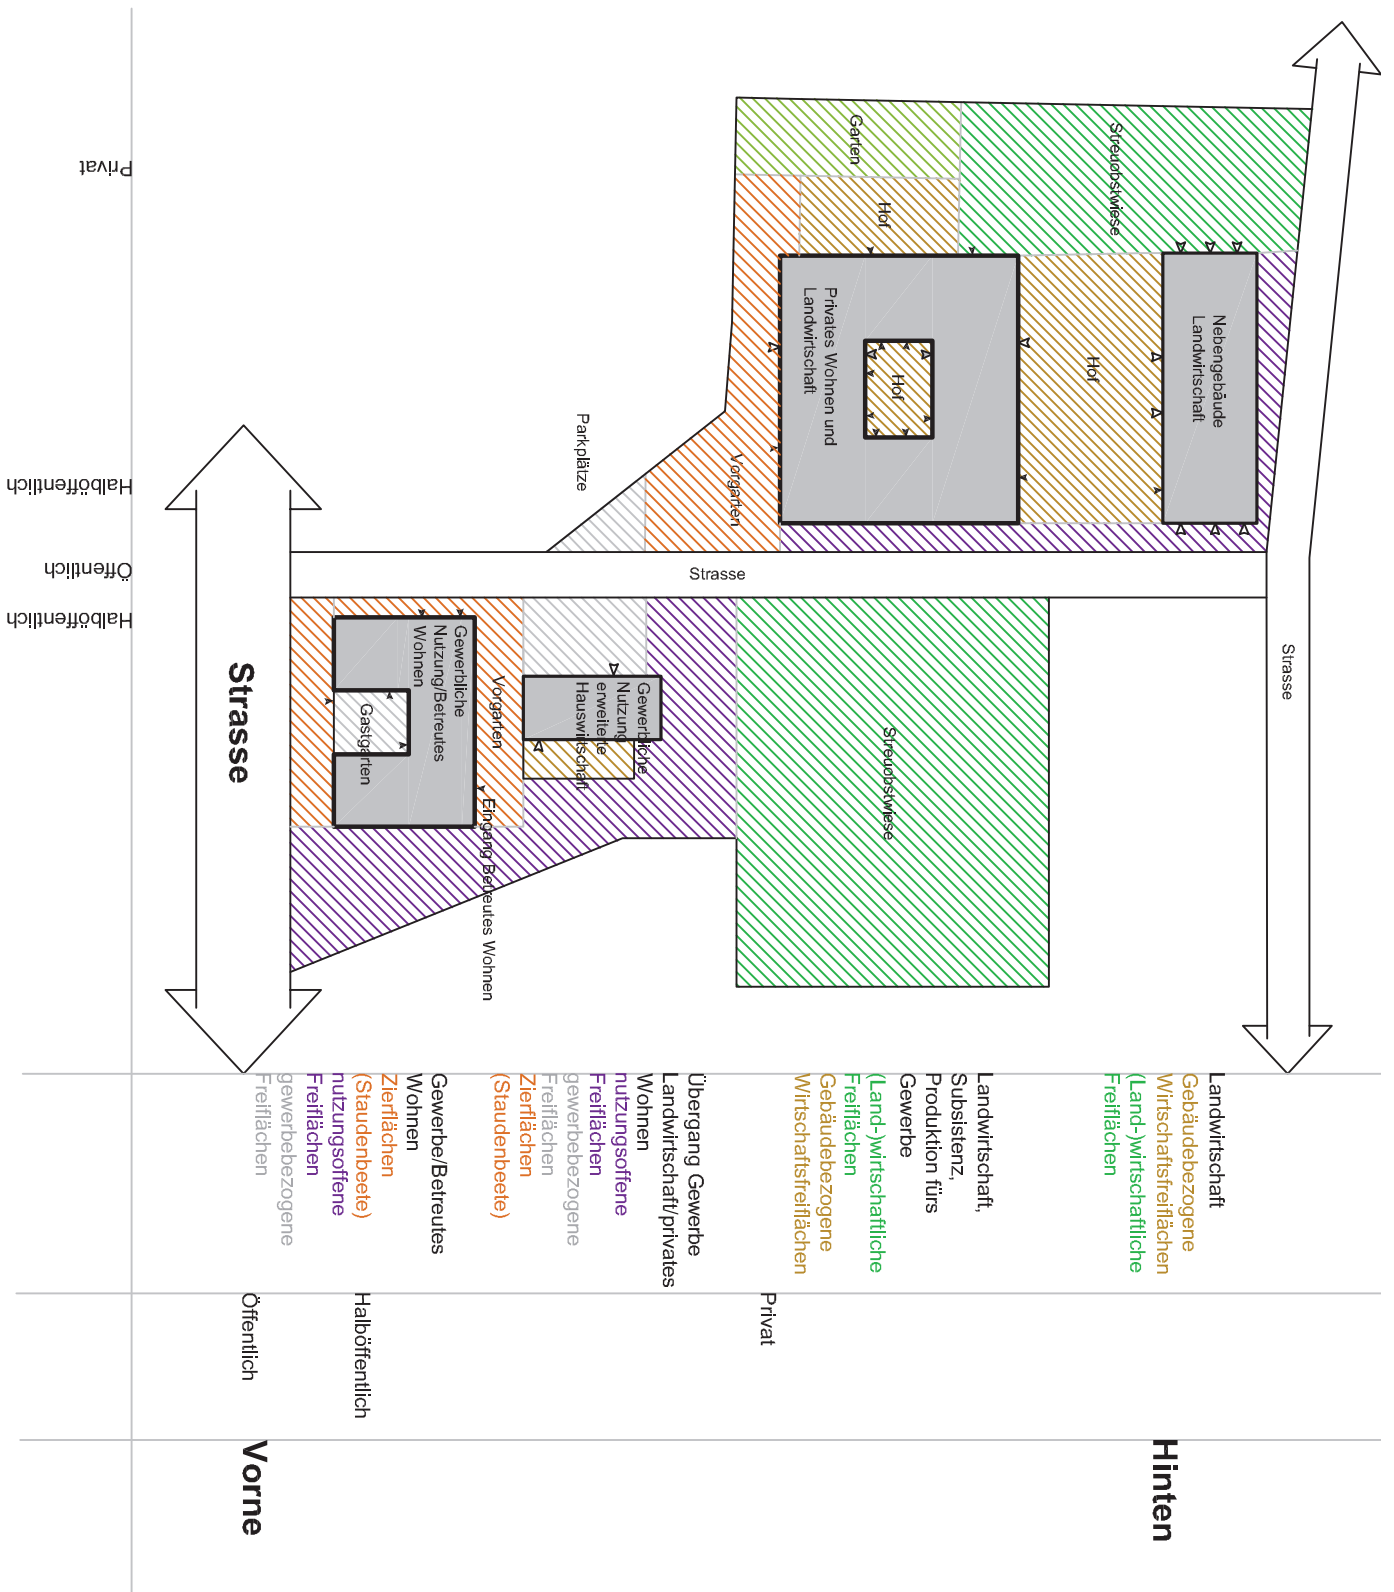 Privat
Halböffentlich
Öffentlich
Halböffentlich
Garten
Streuobstwiese
Hof
Privates Wohnen und
Landwirtschaft
Hof
Hof
Nebengebäude
Landwirtschaft
Parkplätze
Vorgarten
Strasse
Strasse
Strasse
Gewerbliche
Nutzung/Betreutes
Wohnen
Gastgarten
Vorgarten
Eingang Betreutes Wohnen
Gewerbliche
Nutzung
erweiterte
Hauswirtschaft
Streuobstwiese
Landwirtschaft
Gebäudebezogene
Wirtschaftsfreiflächen
(Land-)wirtschaftliche
Freiflächen
Landwirtschaft,
Subsistenz,
Produktion fürs
Gewerbe
(Land-)wirtschaftliche
Freiflächen
Gebäudebezogene
Wirtschaftsfreiflächen
Übergang Gewerbe
Landwirtschaft/privates
Wohnen
nutzungsoffene
Freiflächen
gewerbebezogene
Freiflächen
Zierflächen
(Staudenbeete)
Gewerbe/Betreutes
Wohnen
Zierflächen
(Staudenbeete)
nutzungsoffene
Freiflächen
gewerbebezogene
Freiflächen
Privat
Halböffentlich
Öffentlich
Hinten
Vorne